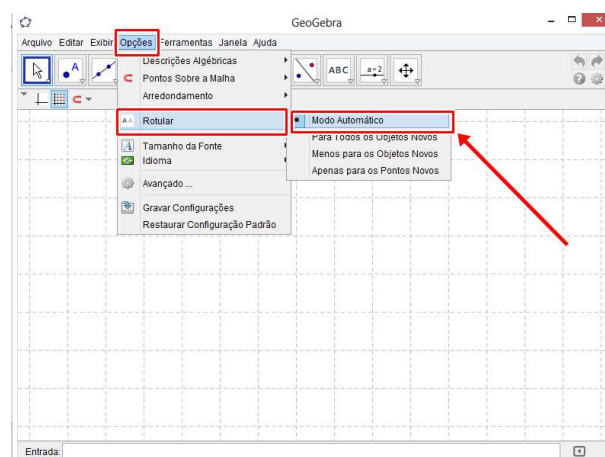 GeoGebra
Arquivo Editar Exibir Opções Ferramentas Janela Ajuda
A
ABC
a=2
Descrições Algébricas
Pontos Sobre a Malha
Arredondamento
AA Rotular
Modo Automático
Para Todos os Objetos Novos
Menos para os Objetos Novos
Apenas para os Pontos Novos
A Tamanho da Fonte
Idioma
Avançado ...
Gravar Configurações
Restaurar Configuração Padrão
Entrada: